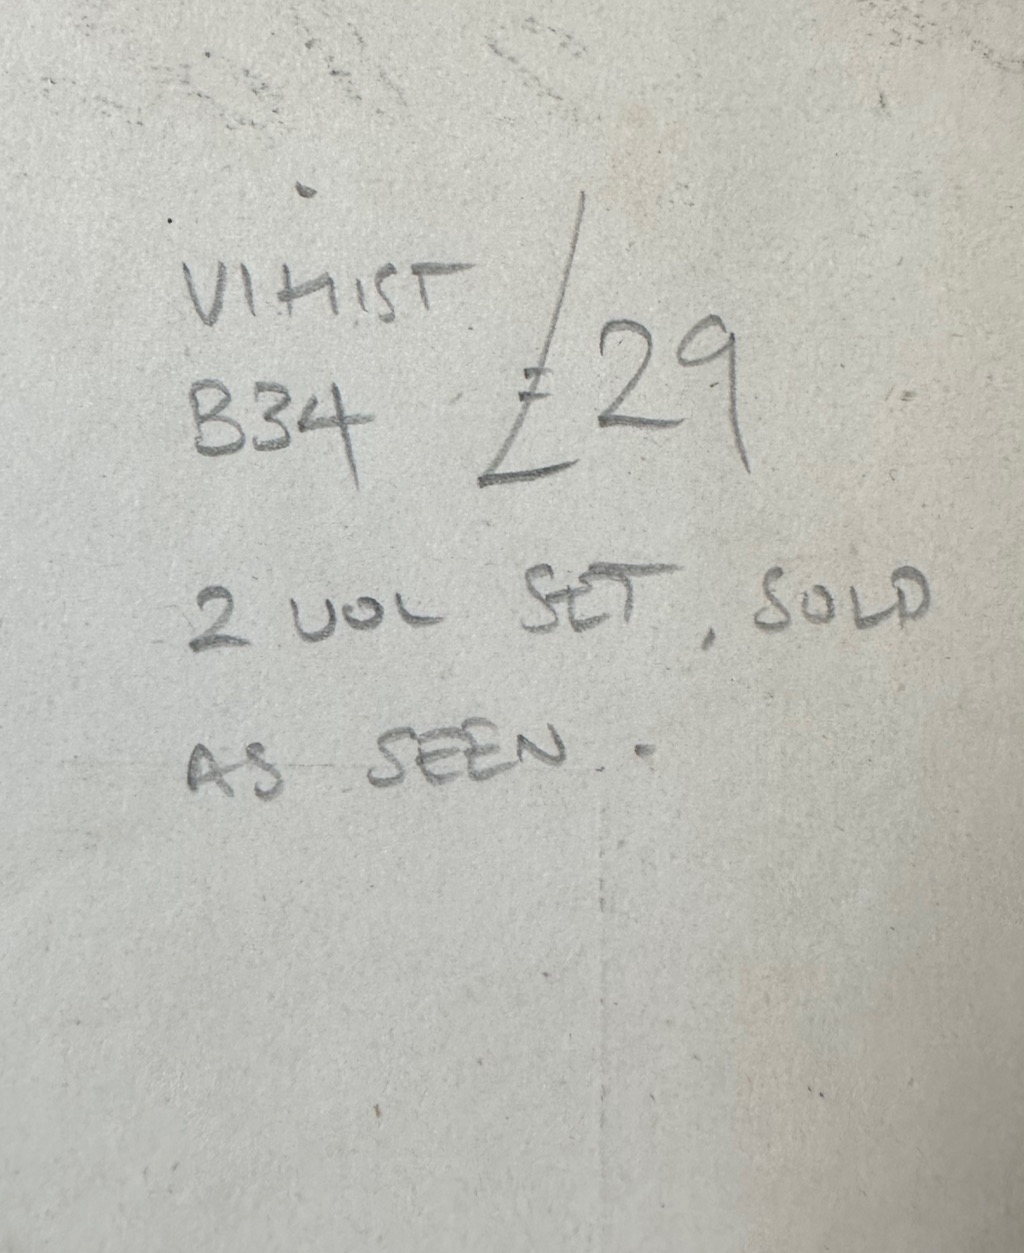 VI HIST
B34 £29
2 VOL SET, SOLD
AS SEEN.